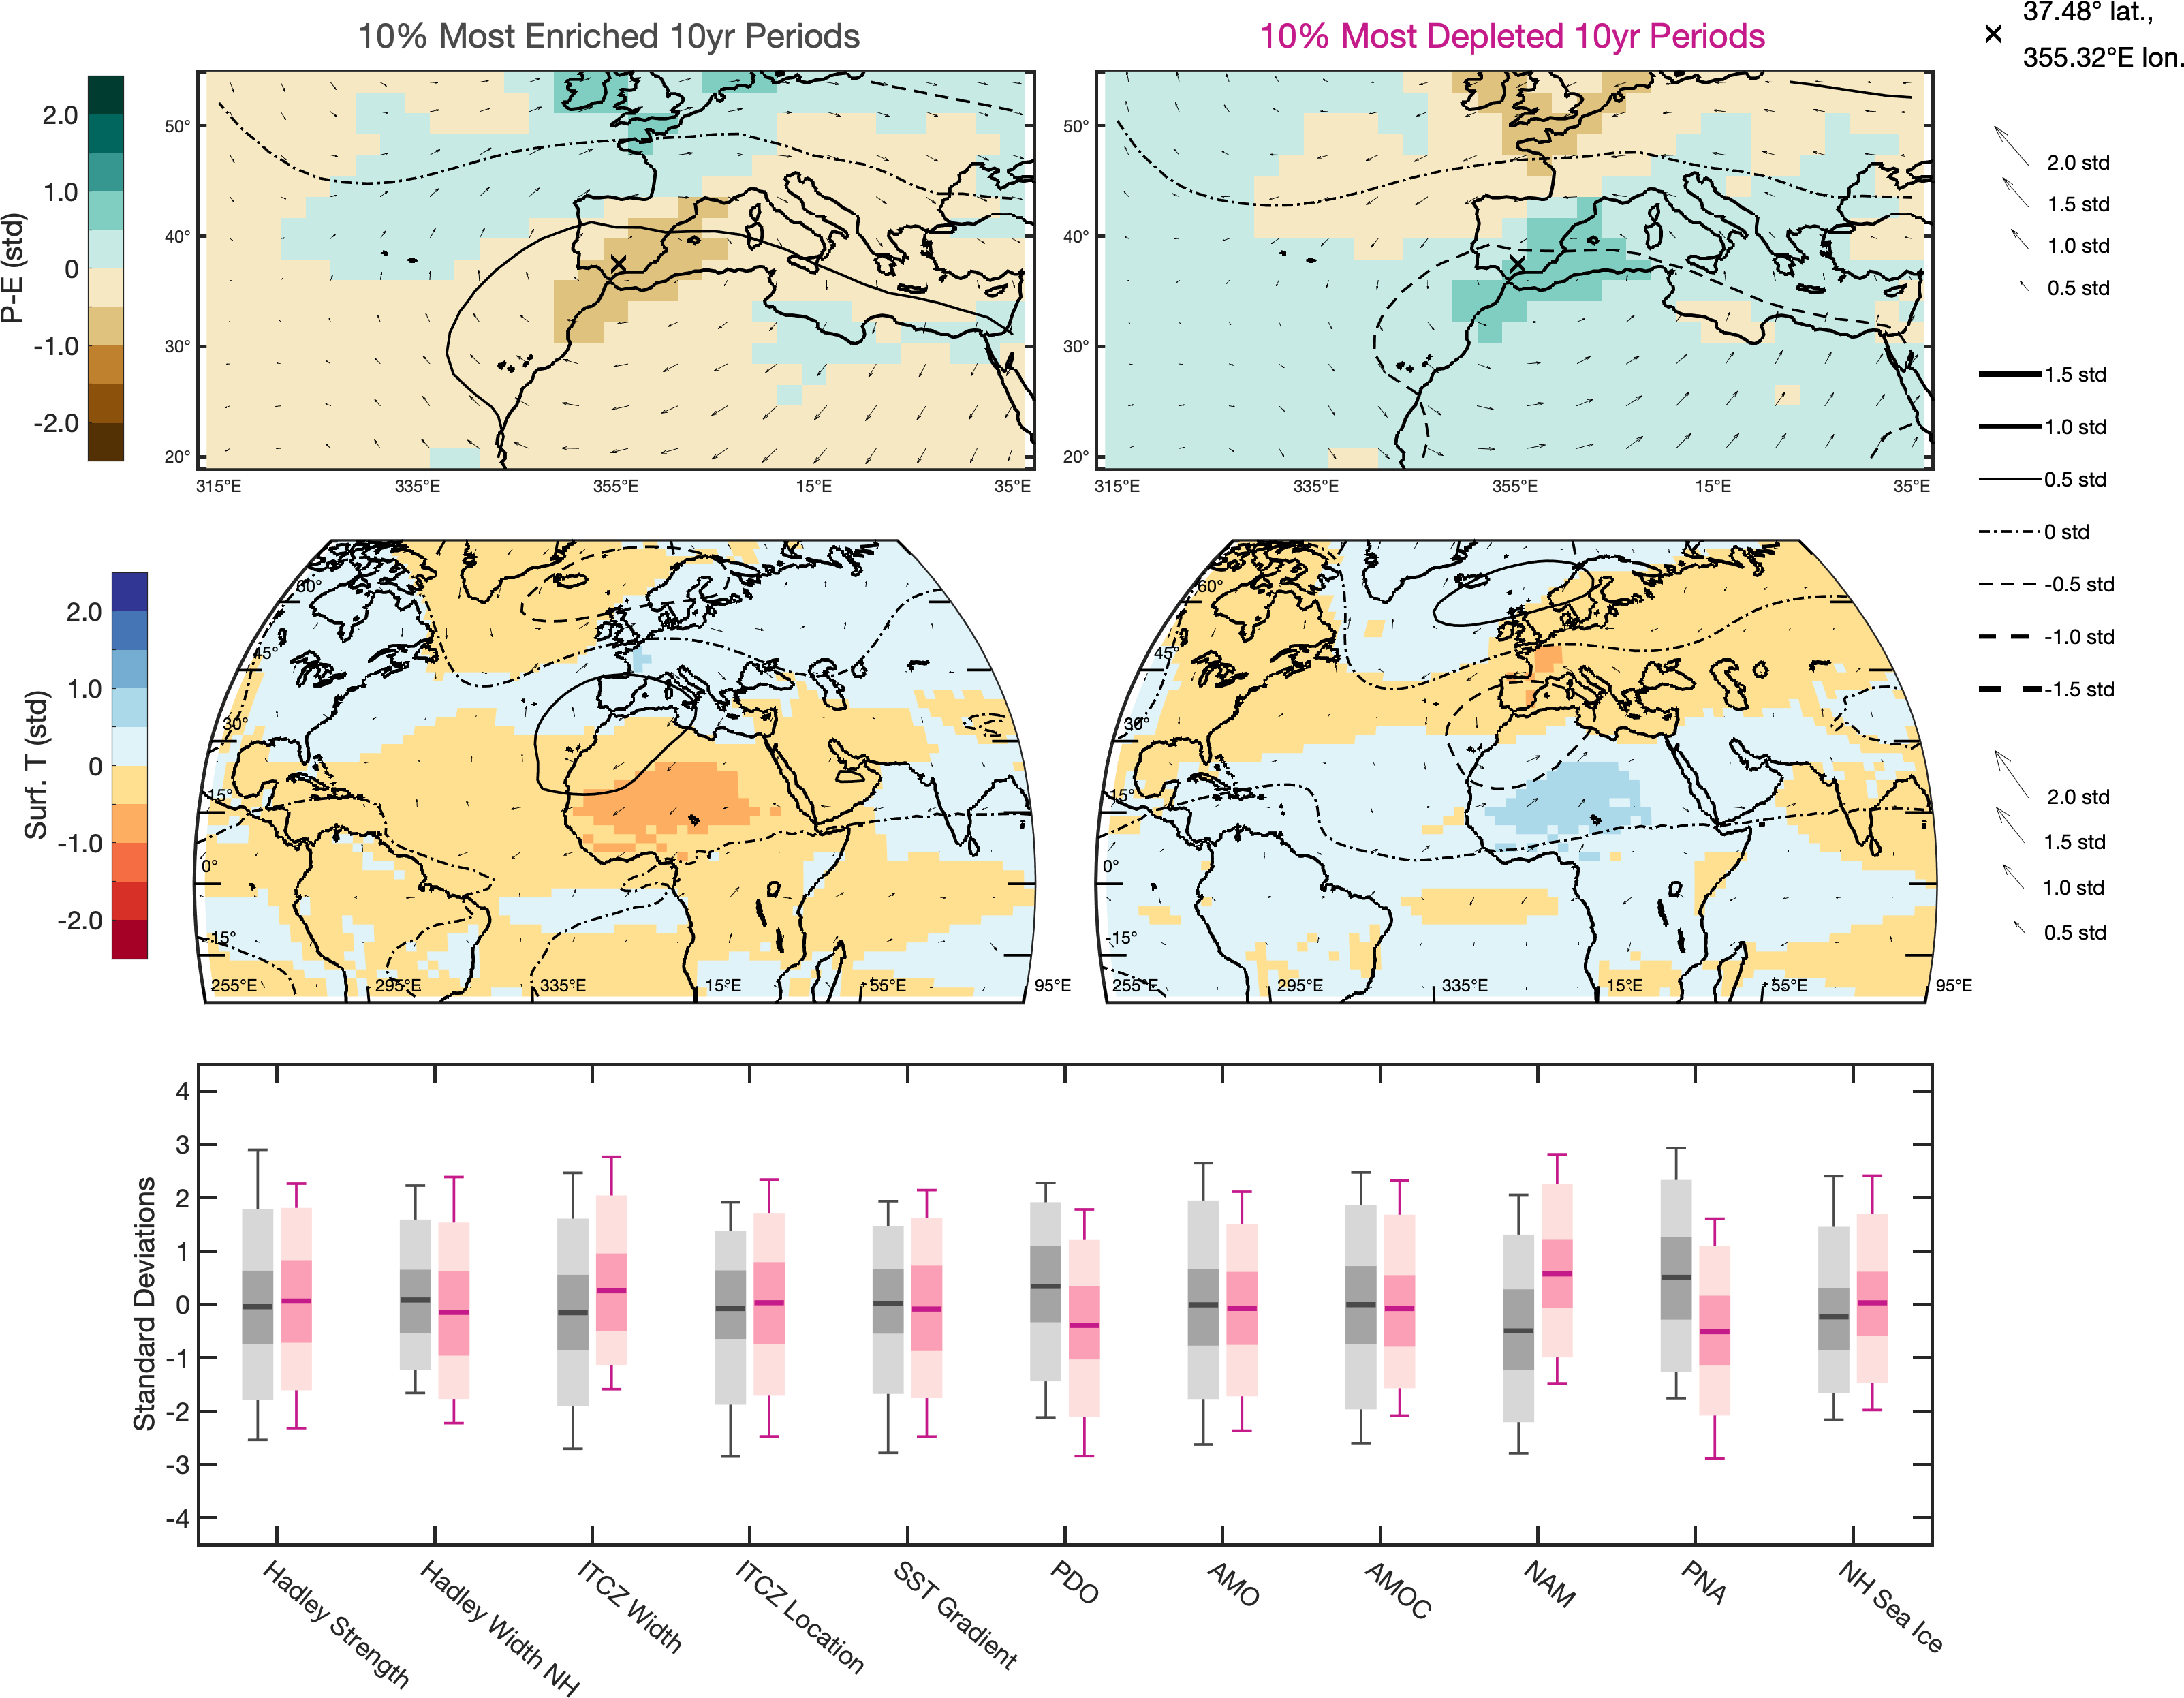 10% Most Enriched 10yr Periods
10% Most Depleted 10yr Periods
37.48° lat.,
355.32°E lon.
P-E (std)
2.0
1.0
0
-1.0
-2.0
50°
40°
30°
20°
315°E
335°E
355°E
15°E
35°E
50°
40°
30°
20°
315°E
335°E
355°E
15°E
35°E
2.0 std
1.5 std
1.0 std
0.5 std
1.5 std
1.0 std
0.5 std
0 std
-0.5 std
-1.0 std
-1.5 std
2.0 std
1.5 std
1.0 std
0.5 std
Surf. T (std)
2.0
1.0
0
-1.0
-2.0
60°
45°
30°
15°
0°
-15°
255°E
295°E
335°E
15°E
55°E
95°E
60°
45°
30°
15°
0°
-15°
255°E
295°E
335°E
15°E
55°E
95°E
Standard Deviations
4
3
2
1
0
-1
-2
-3
-4
Hadley Strength
Hadley Width NH
ITCZ Width
ITCZ Location
SST Gradient
PDO
AMO
AMOC
NAM
PNA
NH Sea Ice